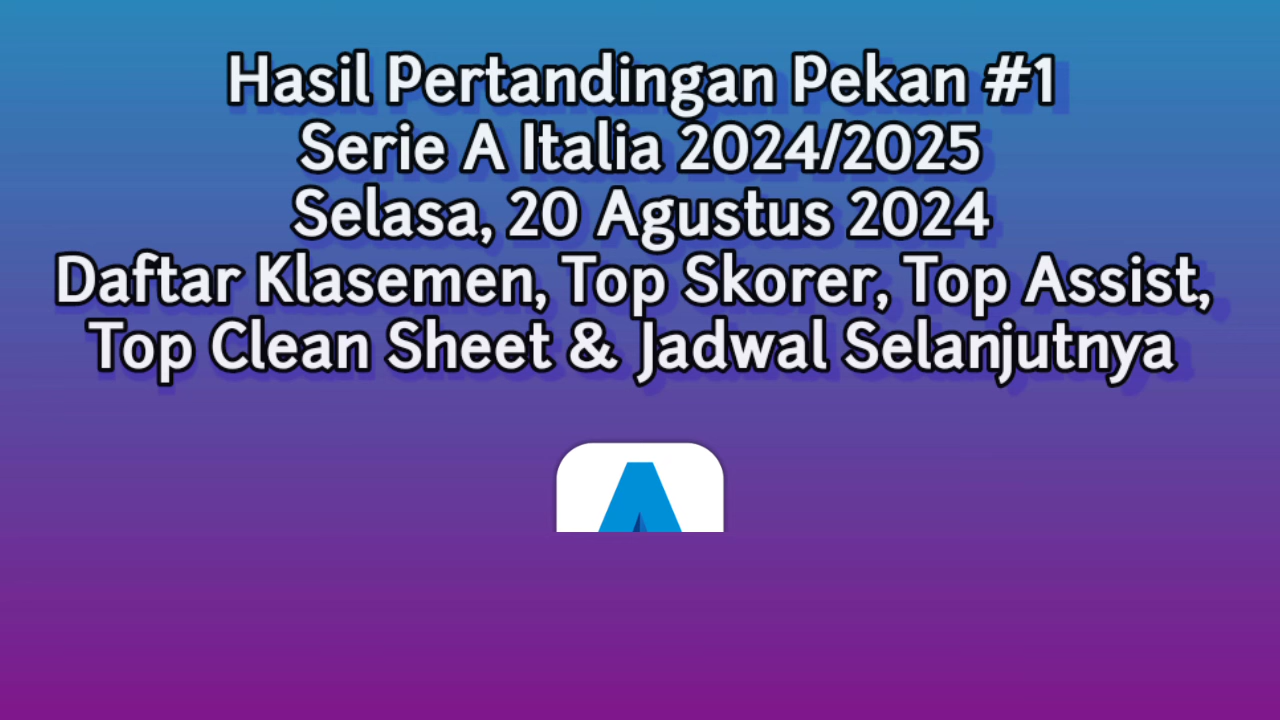 Hasil Pertandingan Pekan #1
Serie A Italia 2024/2025
Selasa, 20 Agustus 2024
Daftar Klasemen, Top Skorer, Top Assist,
Top Clean Sheet & Jadwal Selanjutnya